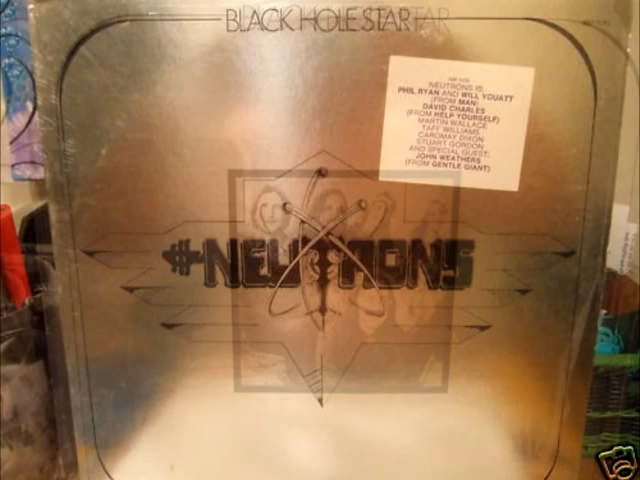 BLACK HOLE STAR
NEUTRONS IS:
PHIL RYAN AND WILL YOUATT
(FROM MAN)
DAVID CHARLES
(FROM HELP YOURSELF)
MARTIN WALLACE
TAFF WILLIAMS
CAROMAY DIXON
STUART GORDON
AND SPECIAL GUEST:
JOHN WEATHERS
(FROM GENTLE GIANT)
NEUTRONS